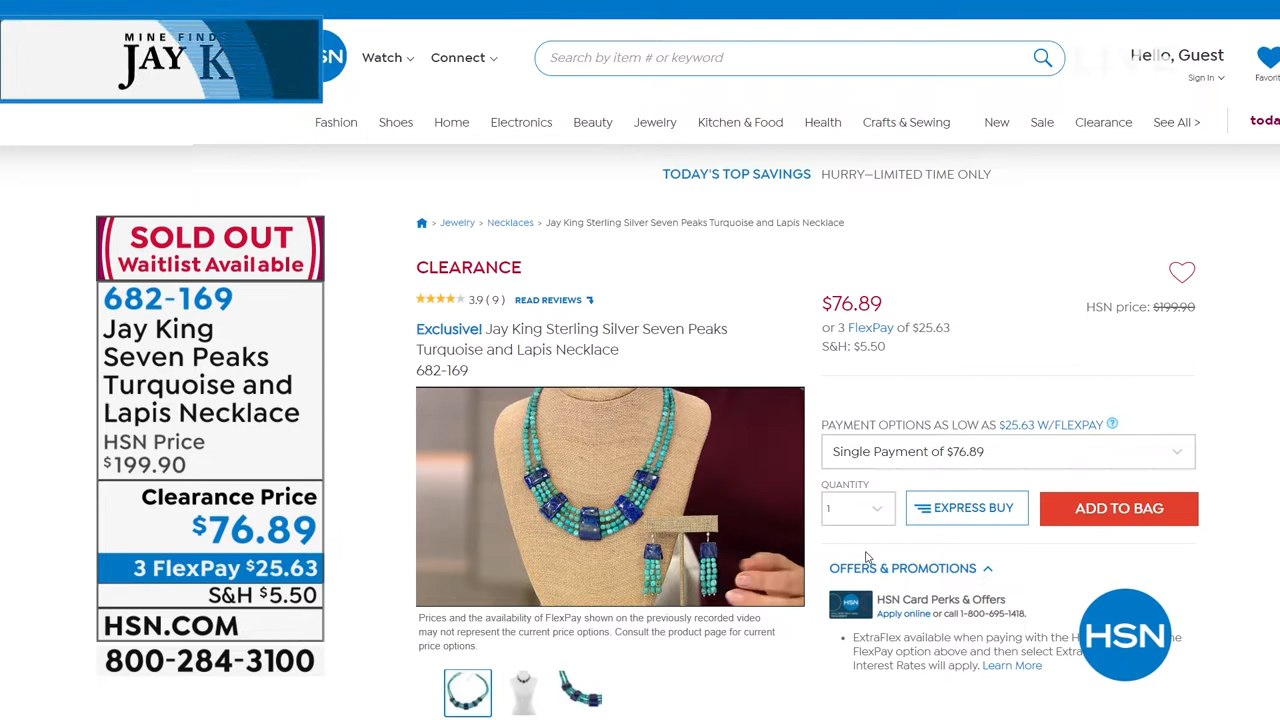 MINE FINDS
JAY K
SN
Watch
Connect
Search by item # or keyword
LIVE
Hello, Guest
Sign In
Favori
Fashion
Shoes
Home
Electronics
Beauty
Jewelry
Kitchen & Food
Health
Crafts & Sewing
New
Sale
Clearance
See All >
toda
TODAY'S TOP SAVINGS HURRY—LIMITED TIME ONLY
SOLD OUT
Waitlist Available
682-169
Jay King
Seven Peaks
Turquoise and
Lapis Necklace
HSN Price
$199.90
Clearance Price
$76.89
3 FlexPay $25.63
S&H $5.50
HSN.COM
800-284-3100
> Jewelry > Necklaces > Jay King Sterling Silver Seven Peaks Turquoise and Lapis Necklace
CLEARANCE
3.9 ( 9 ) READ REVIEWS
Exclusive! Jay King Sterling Silver Seven Peaks
Turquoise and Lapis Necklace
682-169
Prices and the availability of FlexPay shown on the previously recorded video
may not represent the current price options. Consult the product page for current
price options.
$76.89
HSN price: $199.90
or 3 FlexPay of $25.63
S&H: $5.50
PAYMENT OPTIONS AS LOW AS $25.63 W/FLEXPAY ?
Single Payment of $76.89
QUANTITY
1
EXPRESS BUY
ADD TO BAG
OFFERS & PROMOTIONS
HSN
HSN Card Perks & Offers
Apply online or call 1-800-695-1418.
ExtraFlex available when paying with the H
FlexPay option above and then select Extra
Interest Rates will apply. Learn More
HSN